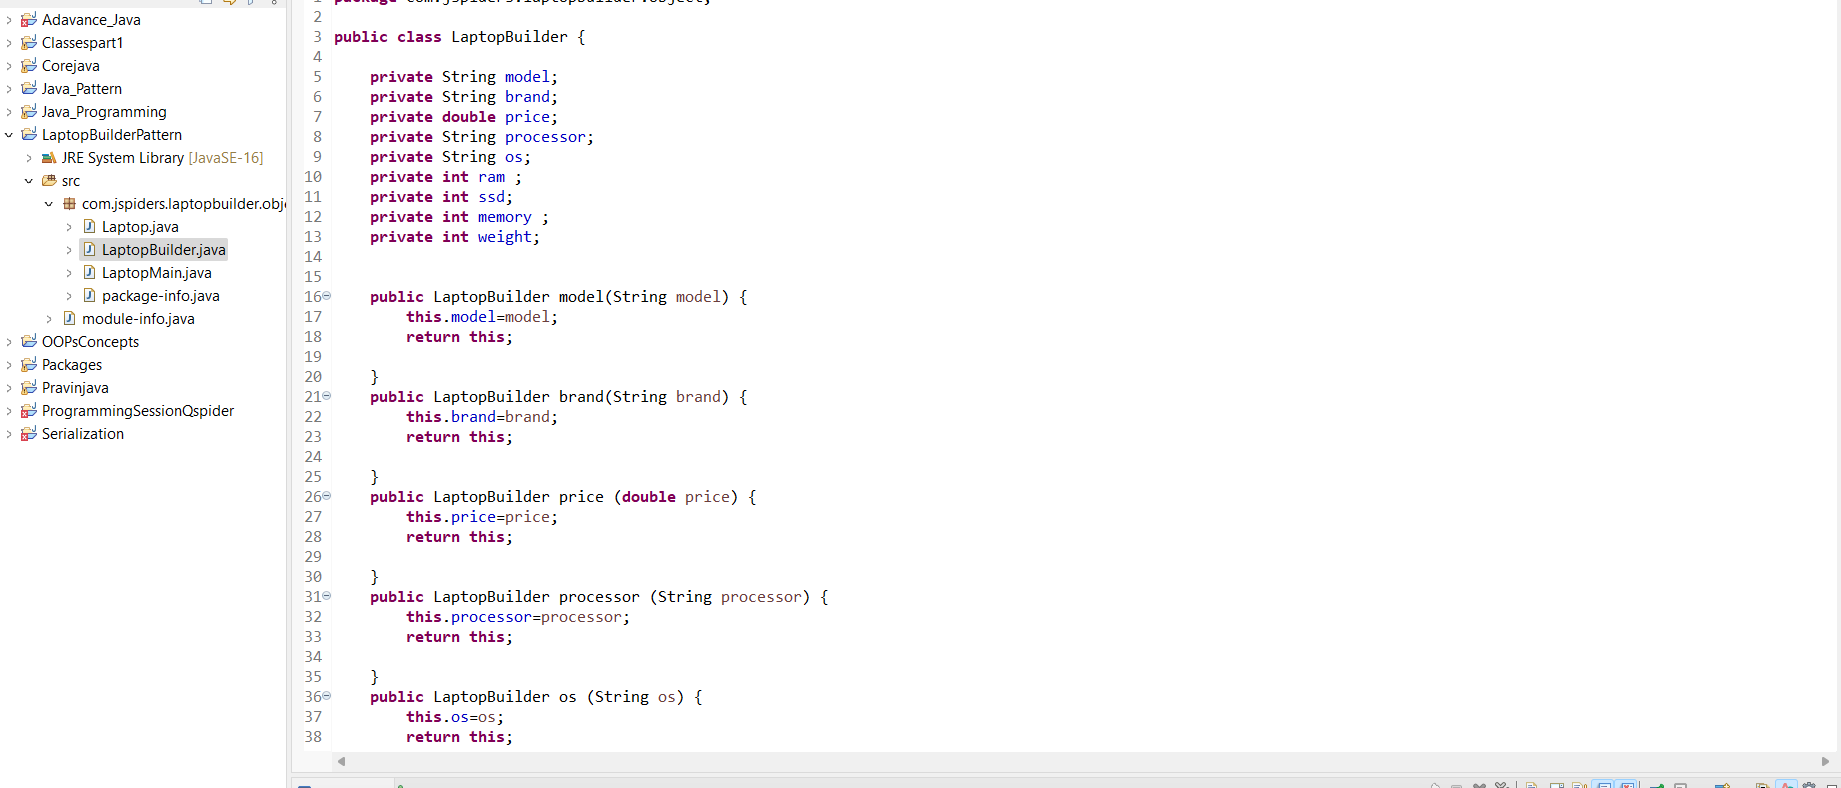 Adavance_Java
Classespart1
Corejava
Java_Pattern
Java_Programming
LaptopBuilderPattern
JRE System Library [JavaSE-16]
src
com.jspiders.laptopbuilder.obje
Laptop.java
LaptopBuilder.java
LaptopMain.java
package-info.java
module-info.java
OOPsConcepts
Packages
Pravinjava
ProgrammingSessionQspider
Serialization
1 package com.jspiders.laptopbuilder.object;
2
3 public class LaptopBuilder {
4
5 private String model;
6 private String brand;
7 private double price;
8 private String processor;
9 private String os;
10 private int ram ;
11 private int ssd;
12 private int memory ;
13 private int weight;
14
15
16 public LaptopBuilder model(String model) {
17 this.model=model;
18 return this;
19
20 }
21 public LaptopBuilder brand(String brand) {
22 this.brand=brand;
23 return this;
24
25 }
26 public LaptopBuilder price (double price) {
27 this.price=price;
28 return this;
29
30 }
31 public LaptopBuilder processor (String processor) {
32 this.processor=processor;
33 return this;
34
35 }
36 public LaptopBuilder os (String os) {
37 this.os=os;
38 return this;